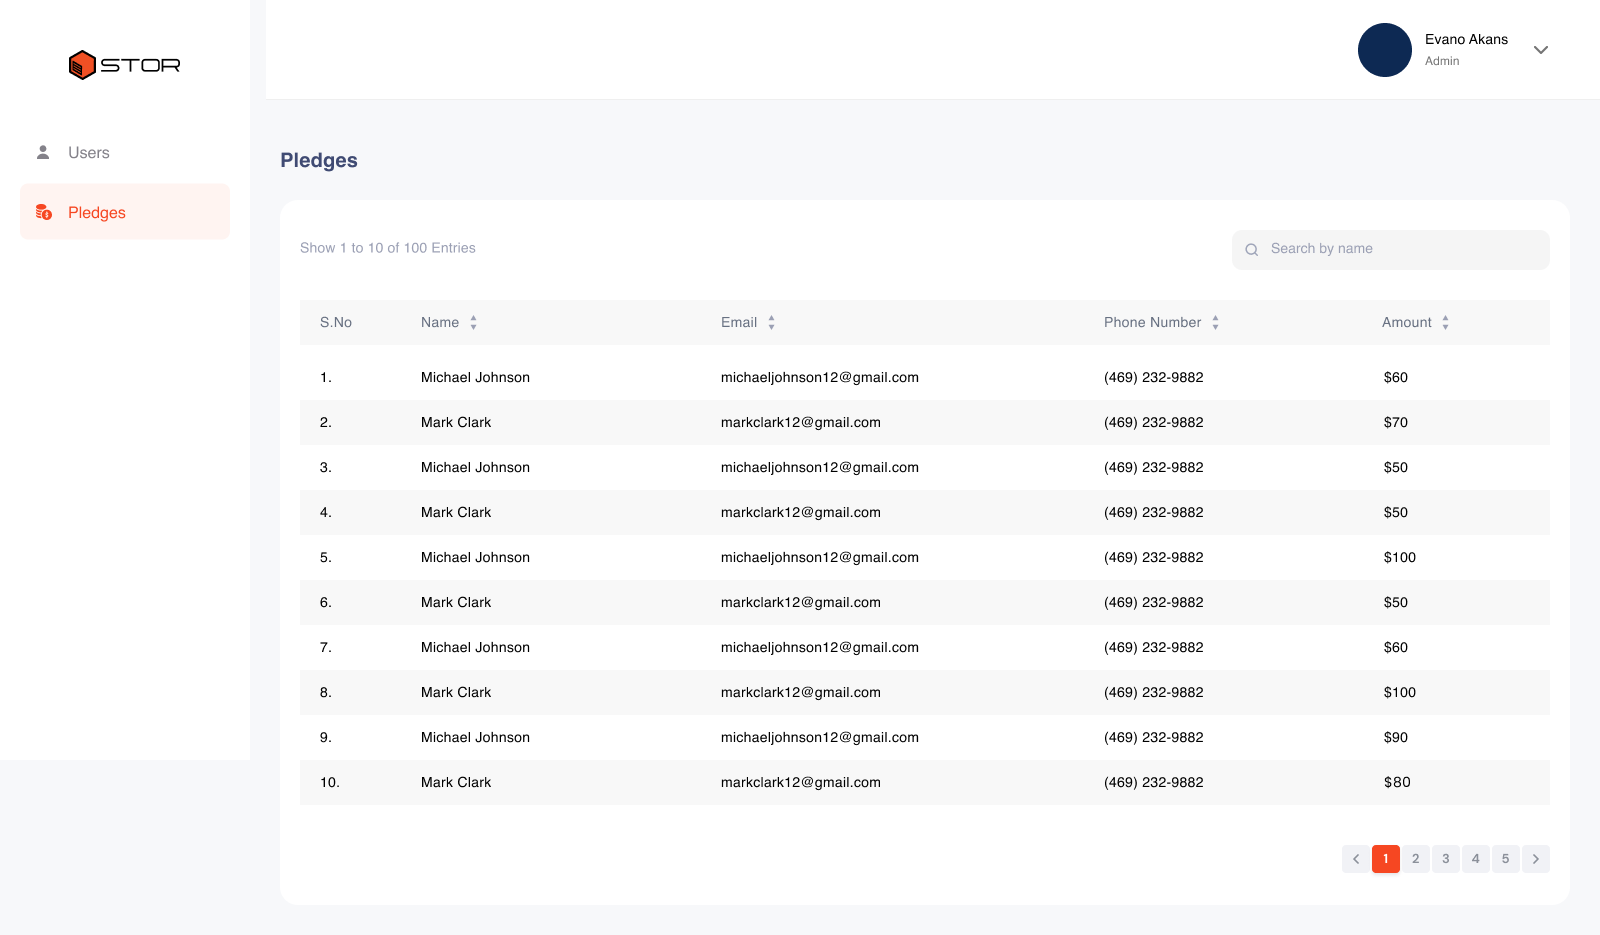 STOR
Users
Pledges
Evano Akans
Admin
Pledges
Show 1 to 10 of 100 Entries
Search by name
S.No Name Email Phone Number Amount
1. Michael Johnson michaeljohnson12@gmail.com (469) 232-9882 $60
2. Mark Clark markclark12@gmail.com (469) 232-9882 $70
3. Michael Johnson michaeljohnson12@gmail.com (469) 232-9882 $50
4. Mark Clark markclark12@gmail.com (469) 232-9882 $50
5. Michael Johnson michaeljohnson12@gmail.com (469) 232-9882 $100
6. Mark Clark markclark12@gmail.com (469) 232-9882 $50
7. Michael Johnson michaeljohnson12@gmail.com (469) 232-9882 $60
8. Mark Clark markclark12@gmail.com (469) 232-9882 $100
9. Michael Johnson michaeljohnson12@gmail.com (469) 232-9882 $90
10. Mark Clark markclark12@gmail.com (469) 232-9882 $80
1 2 3 4 5